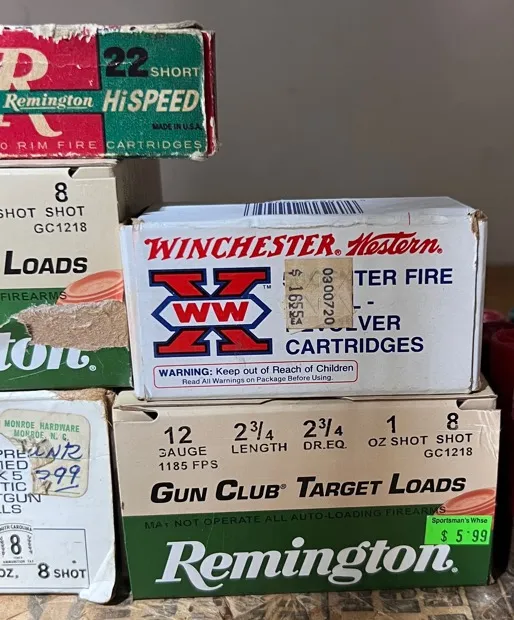 22 SHORT
Remington HiSPEED
MADE IN U.S.A.
RIM FIRE CARTRIDGES
8
SHOT SHOT
GC1218
LOADS
FIREARMS
ton.
WINCHESTER Western
TER FIRE
WW
TM
CARTRIDGES
$ 16554
0300720
WARNING: Keep out of Reach of Children
Read All Warnings on Package Before Using.
MONROE HARDWARE
MONROE, N. C.
8
OZ, 8 SHOT
12 2 3/4 2 3/4 1 8
GAUGE LENGTH DR.EQ. OZ SHOT SHOT
1185 FPS GC1218
GUN CLUB® TARGET LOADS
MAY NOT OPERATE ALL AUTO-LOADING FIREARMS
Sportsman's Whse
$ 5.99
Remington®